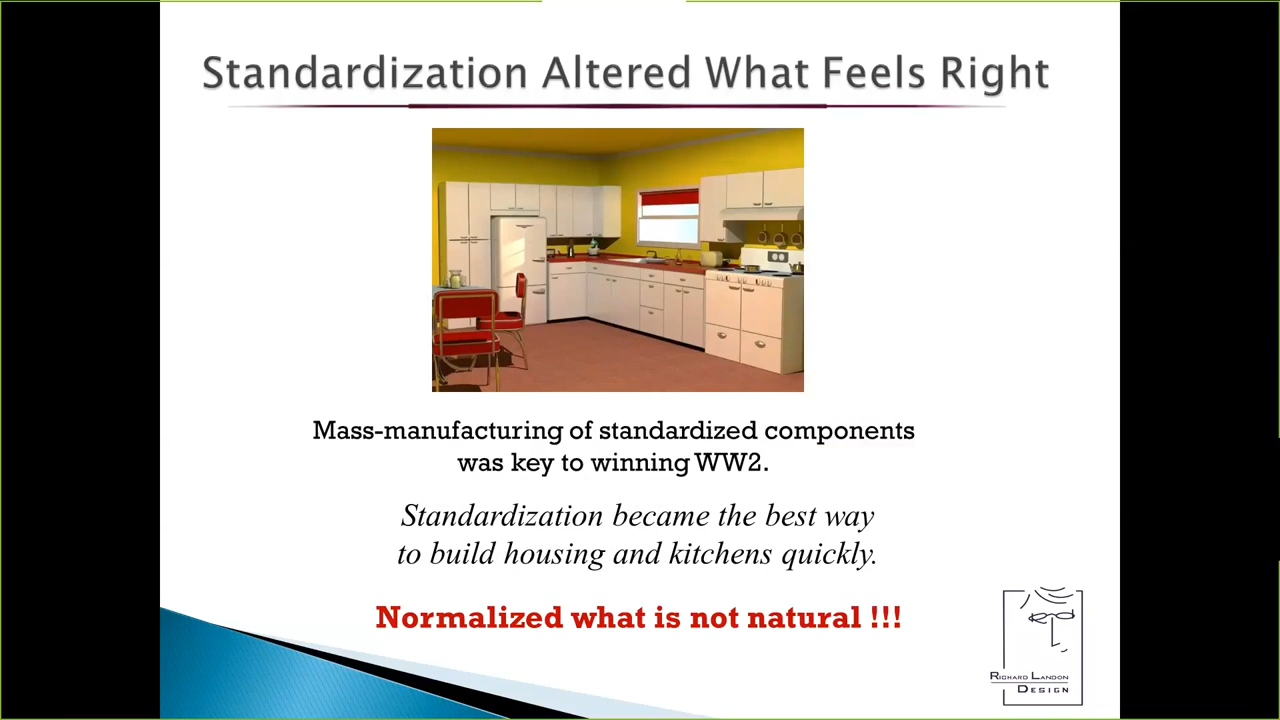 Standardization Altered What Feels Right
Mass-manufacturing of standardized components
was key to winning WW2.
Standardization became the best way
to build housing and kitchens quickly.
Normalized what is not natural !!!
RICHARD LANDON
DESIGN